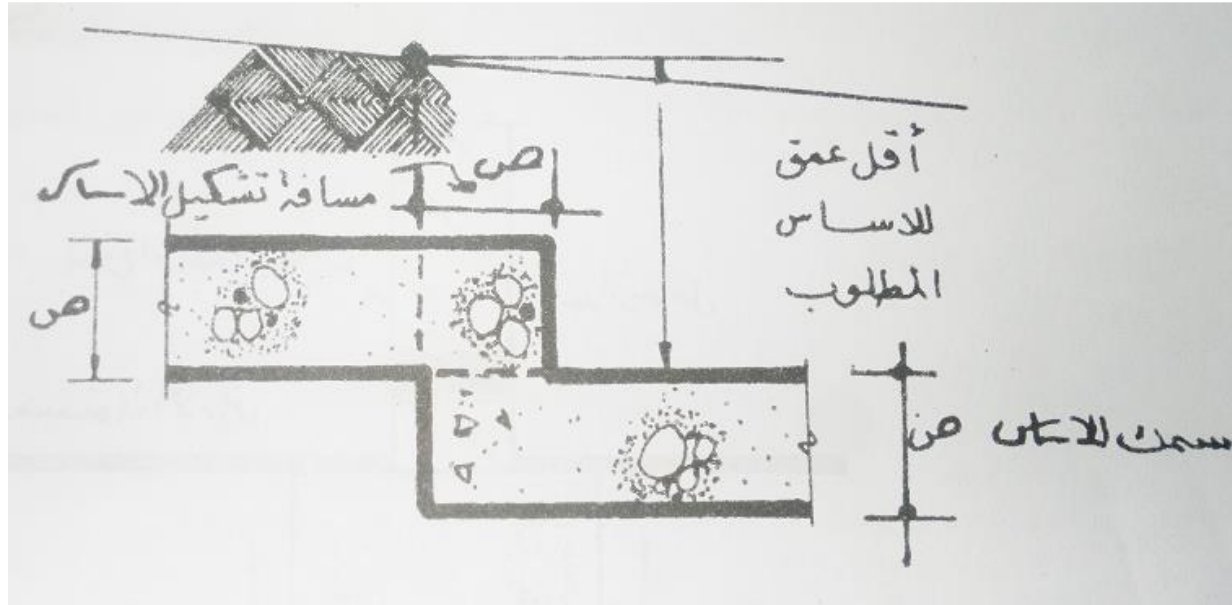 ص
مسافة تشكيل الاساس
أقل عمق
للاساس
المطلوب
ص
سمك الاساس ص